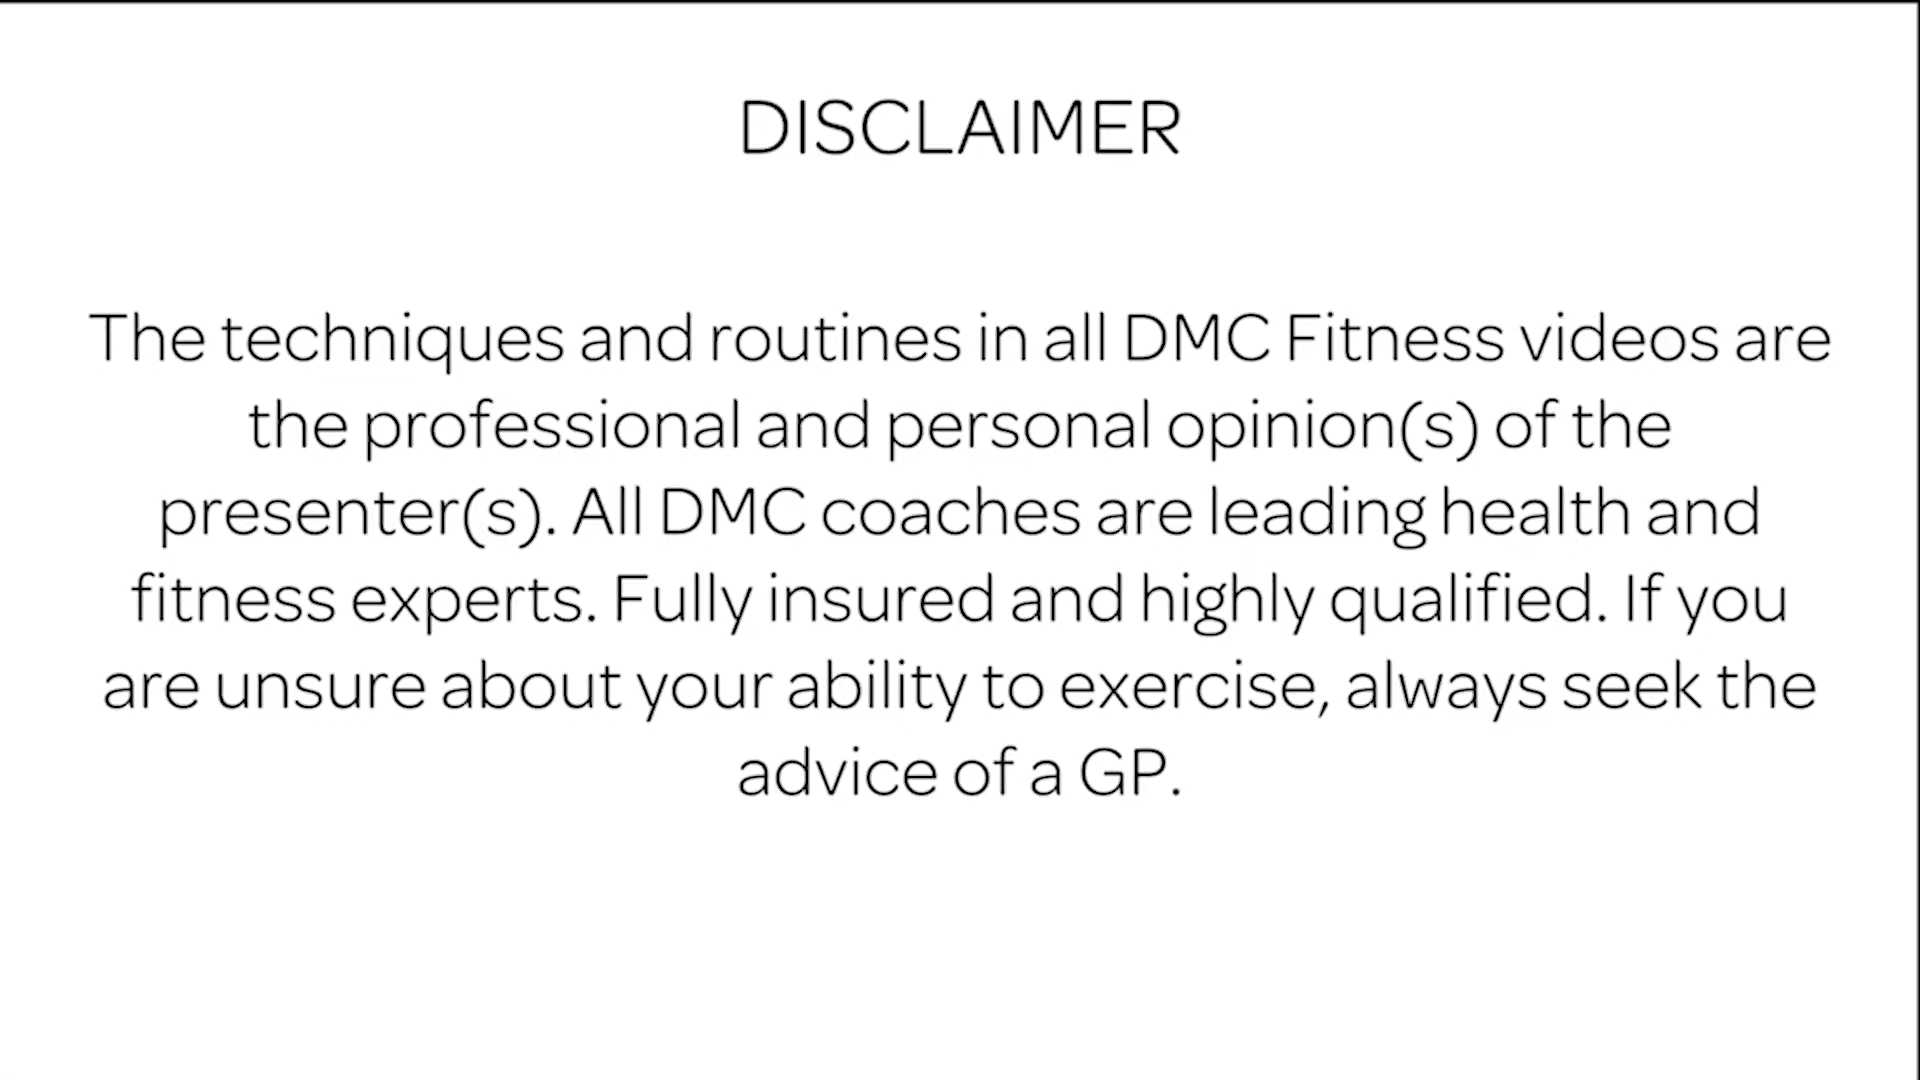 DISCLAIMER
The techniques and routines in all DMC Fitness videos are
the professional and personal opinion(s) of the
presenter(s). All DMC coaches are leading health and
fitness experts. Fully insured and highly qualified. If you
are unsure about your ability to exercise, always seek the
advice of a GP.